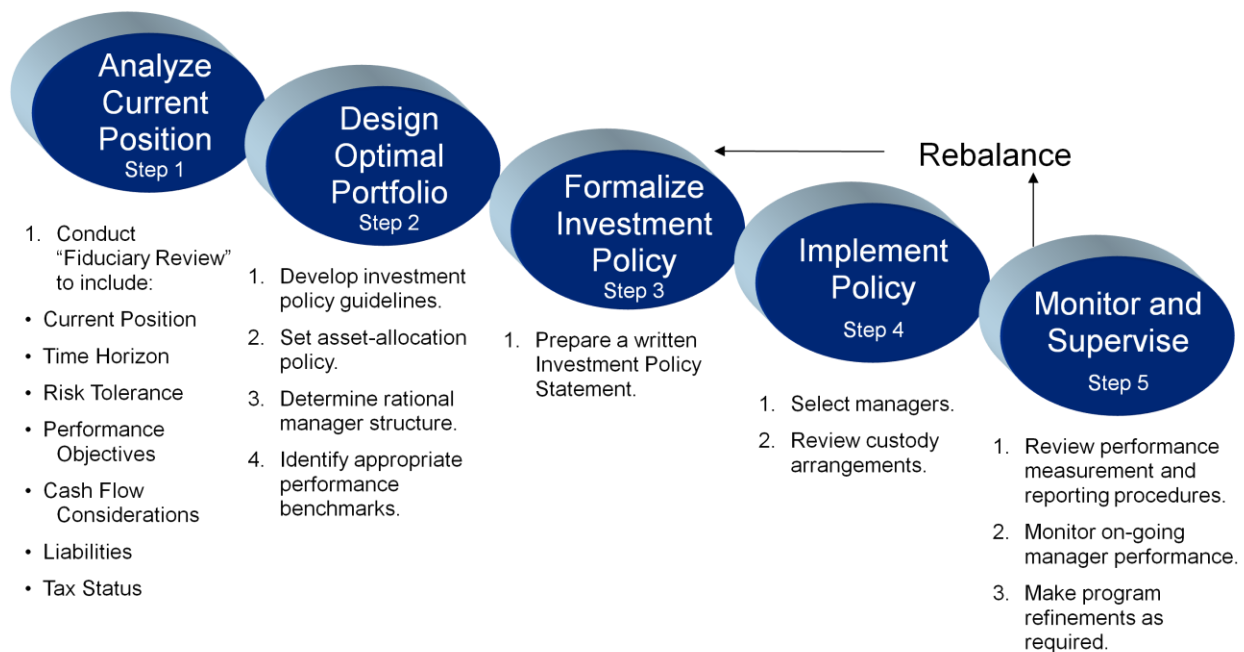 Analyze
Current
Position
Step 1
1. Conduct
“Fiduciary Review”
to include:
• Current Position
• Time Horizon
• Risk Tolerance
• Performance
Objectives
• Cash Flow
Considerations
• Liabilities
• Tax Status
Design
Optimal
Portfolio
Step 2
1. Develop investment
policy guidelines.
2. Set asset-allocation
policy.
3. Determine rational
manager structure.
4. Identify appropriate
performance
benchmarks.
Formalize
Investment
Policy
Step 3
1. Prepare a written
Investment Policy
Statement.
Implement
Policy
Step 4
1. Select managers.
2. Review custody
arrangements.
Rebalance
Monitor and
Supervise
Step 5
1. Review performance
measurement and
reporting procedures.
2. Monitor on-going
manager performance.
3. Make program
refinements as
required.